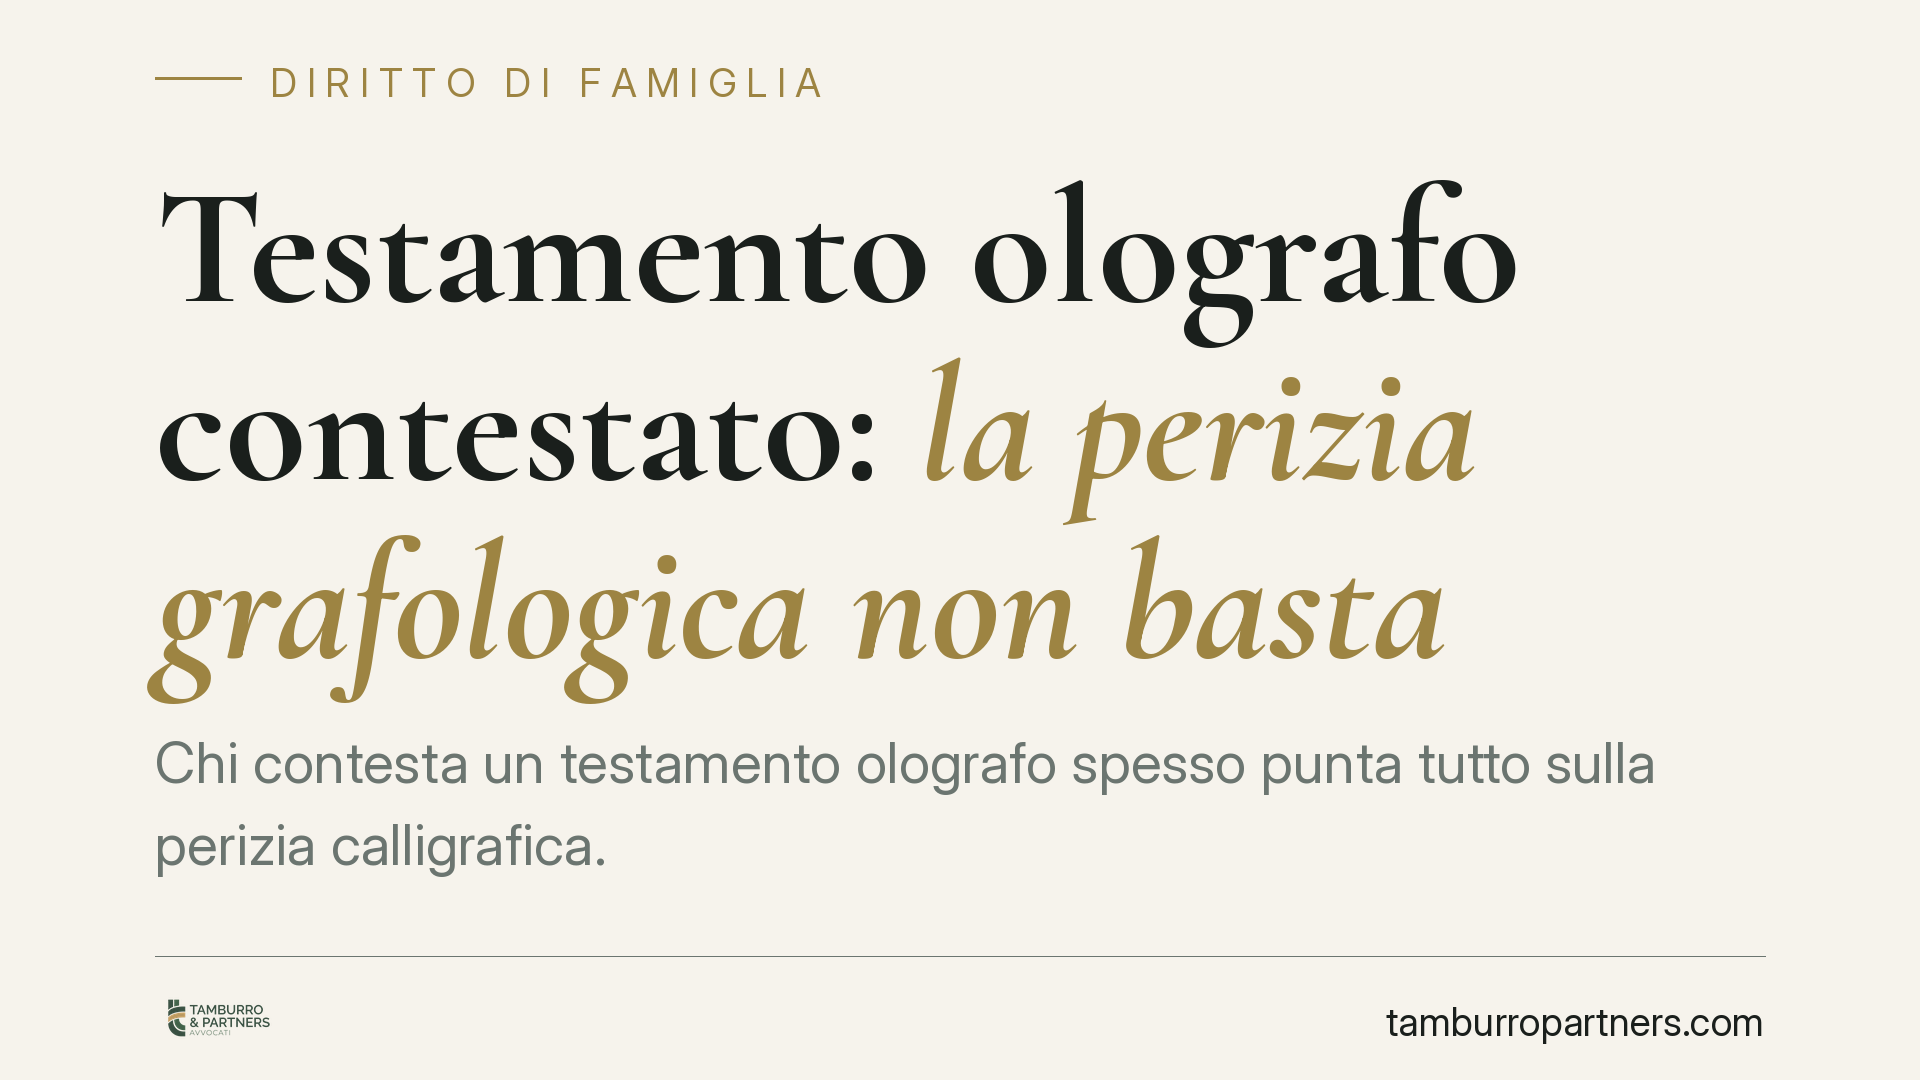 DIRITTO DI FAMIGLIA
Testamento olografo
contestato: la perizia
grafologica non basta
Chi contesta un testamento olografo spesso punta tutto sulla
perizia calligrafica.
TAMBURRO
& PARTNERS
AVVOCATI
tamburropartners.com